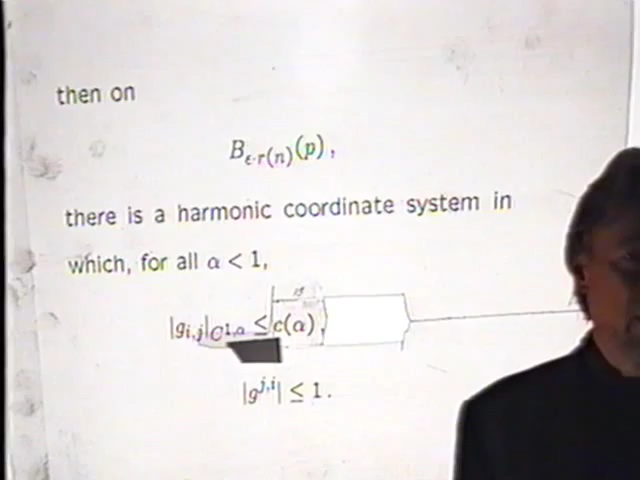 then on
B_{ϵ·r(n)}(p),
there is a harmonic coordinate system in
which, for all α < 1,
|g_{i,j}|_{C^{1,α}} ≤ c(α),
|g^{j,i}| ≤ 1.